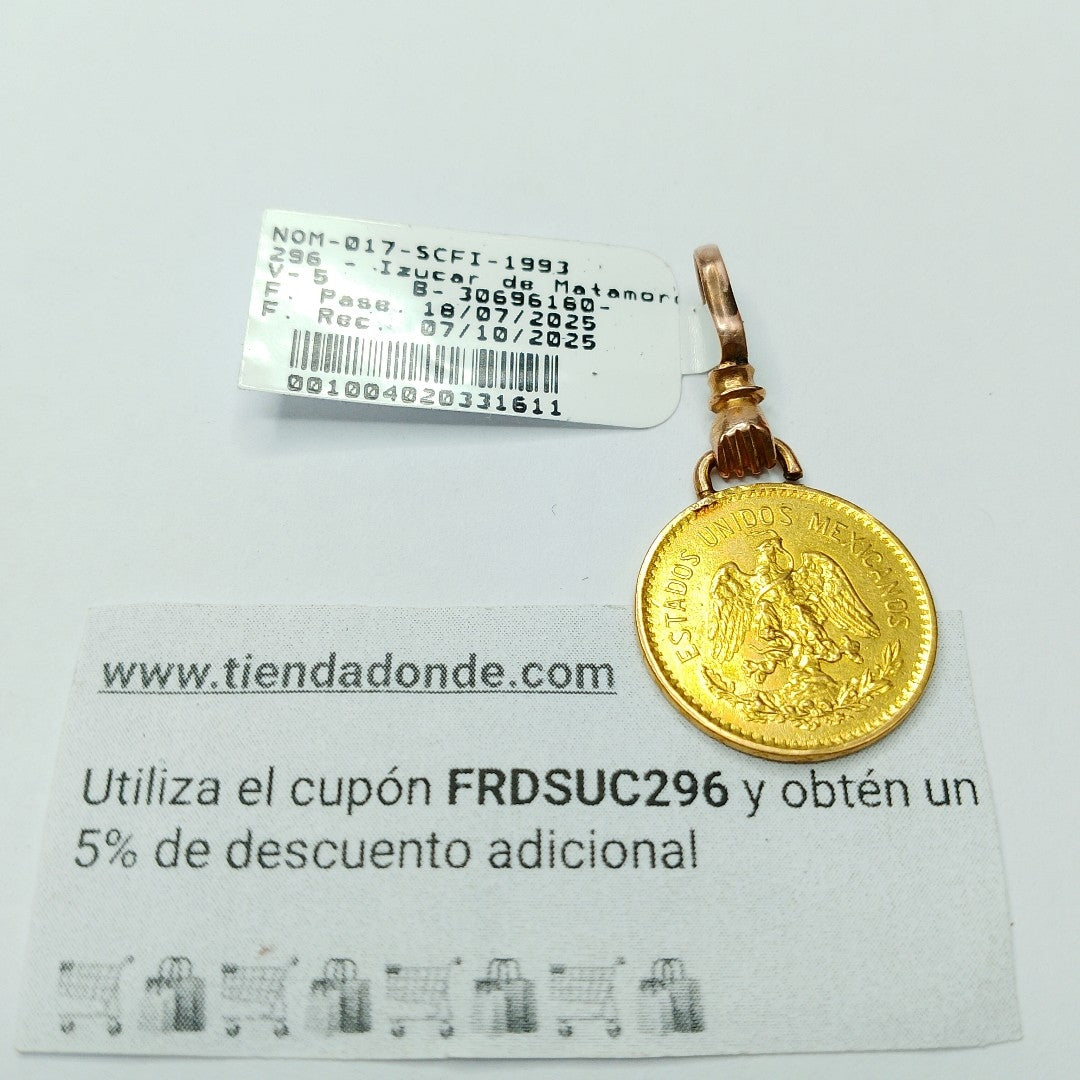 NOM-017-SCFI-1993
296 - Izucar de Matamoro
V- 5 B- 30696160-
F. Pase. 18/07/2025
F. Rec. 07/10/2025
001004020331611
ESTADOS UNIDOS MEXICANOS
www.tiendadonde.com
Utiliza el cupón FRDSUC296 y obtén un
5% de descuento adicional